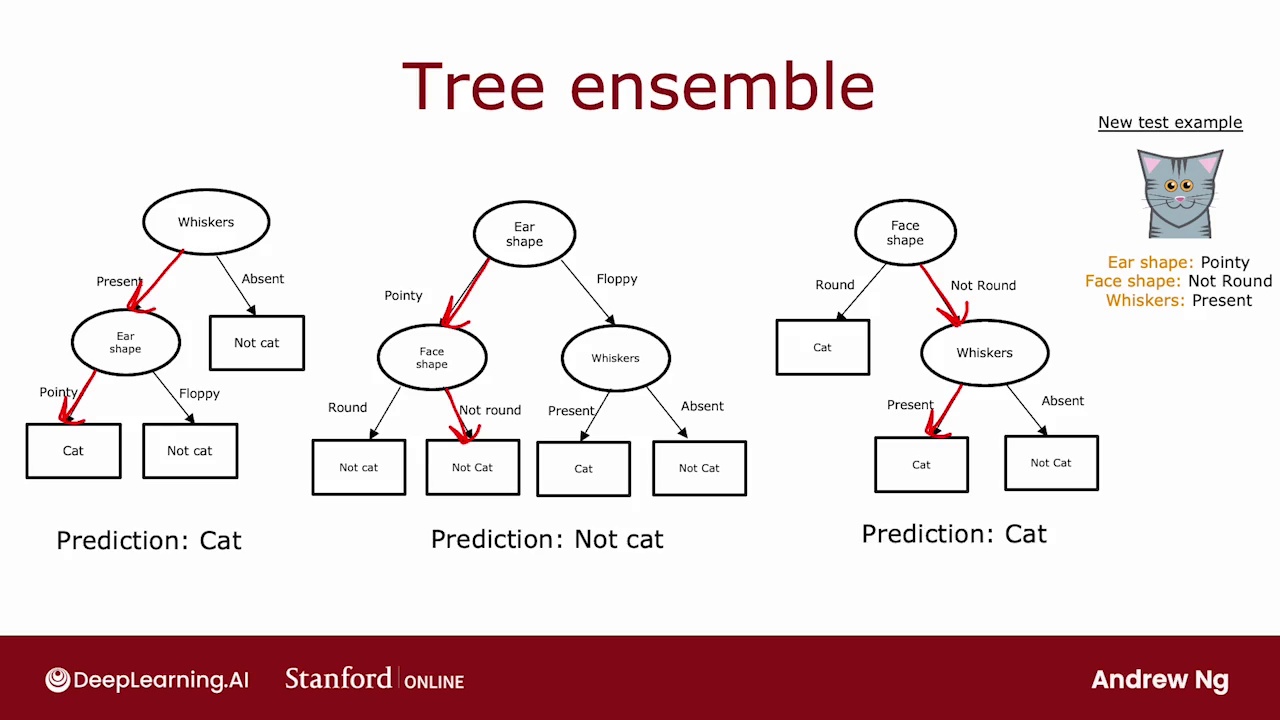 Tree ensemble
New test example
Ear shape: Pointy
Face shape: Not Round
Whiskers: Present
Whiskers
Present
Absent
Ear
shape
Not cat
Pointy
Floppy
Cat
Not cat
Prediction: Cat
Ear
shape
Pointy
Floppy
Face
shape
Whiskers
Round
Not round
Present
Absent
Not cat
Not Cat
Cat
Not Cat
Prediction: Not cat
Face
shape
Round
Not Round
Cat
Whiskers
Present
Absent
Cat
Not Cat
Prediction: Cat
DeepLearning.AI
Stanford ONLINE
Andrew Ng